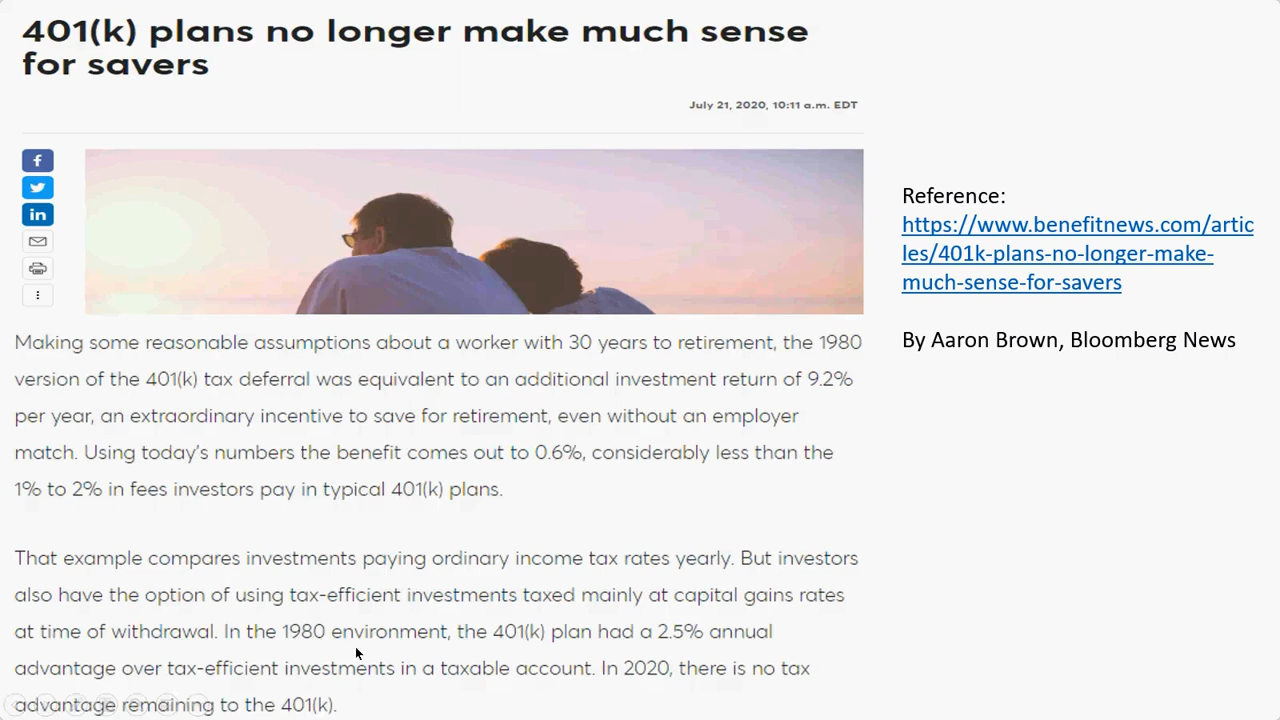 401(k) plans no longer make much sense
for savers
July 21, 2020, 10:11 a.m. EDT
f
in
Making some reasonable assumptions about a worker with 30 years to retirement, the 1980
version of the 401(k) tax deferral was equivalent to an additional investment return of 9.2%
per year, an extraordinary incentive to save for retirement, even without an employer
match. Using today's numbers the benefit comes out to 0.6%, considerably less than the
1% to 2% in fees investors pay in typical 401(k) plans.
That example compares investments paying ordinary income tax rates yearly. But investors
also have the option of using tax-efficient investments taxed mainly at capital gains rates
at time of withdrawal. In the 1980 environment, the 401(k) plan had a 2.5% annual
advantage over tax-efficient investments in a taxable account. In 2020, there is no tax
advantage remaining to the 401(k).
Reference:
https://www.benefitnews.com/artic
les/401k-plans-no-longer-make-
much-sense-for-savers
By Aaron Brown, Bloomberg News